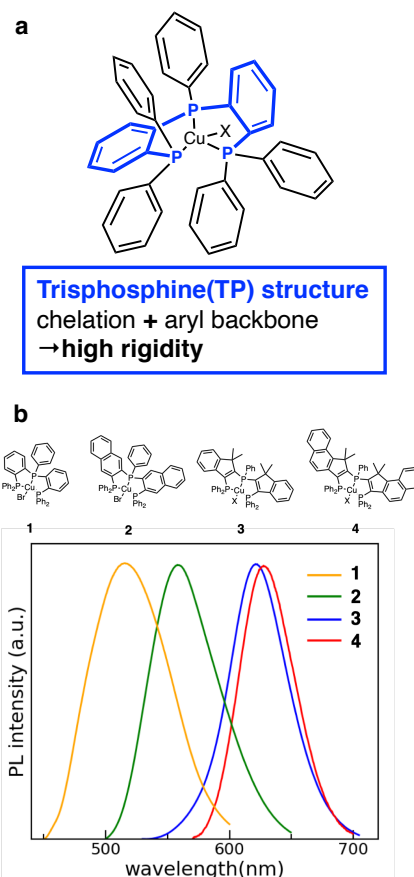 a
P
Cu X
P P
Trisphosphine(TP) structure
chelation + aryl backbone
→high rigidity
b
Ph
Ph
Ph₂P Cu Br PPh₂
Ph₂P Cu Br PPh₂
Ph₂P Cu X PPh₂
Ph₂P Cu X PPh₂
1 2 3 4
1
2
3
4
PL intensity (a.u.)
500 600 700
wavelength(nm)